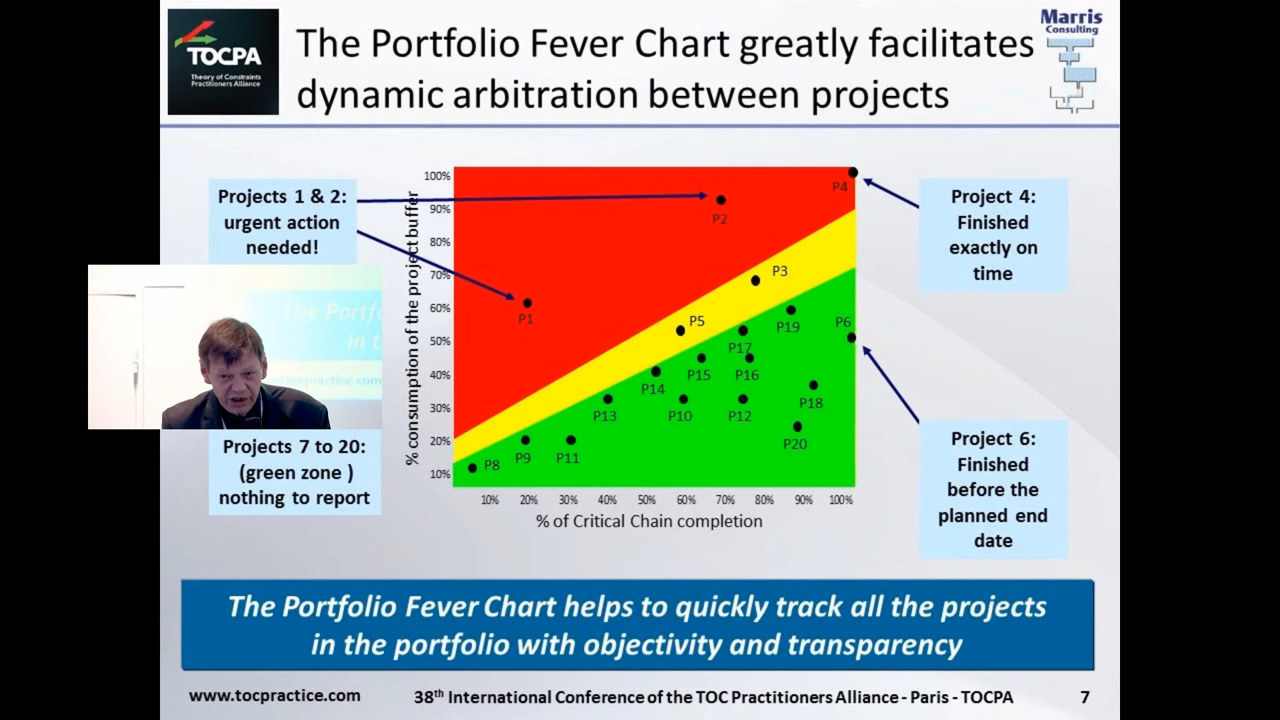 TOCPA
Theory of Constraints
Practitioners Alliance
The Portfolio Fever Chart greatly facilitates
dynamic arbitration between projects
Marris
Consulting
Projects 1 & 2:
urgent action
needed!
Project 4:
Finished
exactly on
time
% consumption of the project buffer
100%
90%
80%
70%
60%
50%
40%
30%
20%
10%
P4
P2
P3
P1
P5
P19
P6
P17
P14
P15
P16
P13
P10
P12
P18
P20
P8
P9
P11
10%
20%
30%
40%
50%
60%
70%
80%
90%
100%
% of Critical Chain completion
Projects 7 to 20:
(green zone )
nothing to report
Project 6:
Finished
before the
planned end
date
The Portfolio Fever Chart helps to quickly track all the projects
in the portfolio with objectivity and transparency
www.tocpractice.com
38th International Conference of the TOC Practitioners Alliance - Paris - TOCPA
7